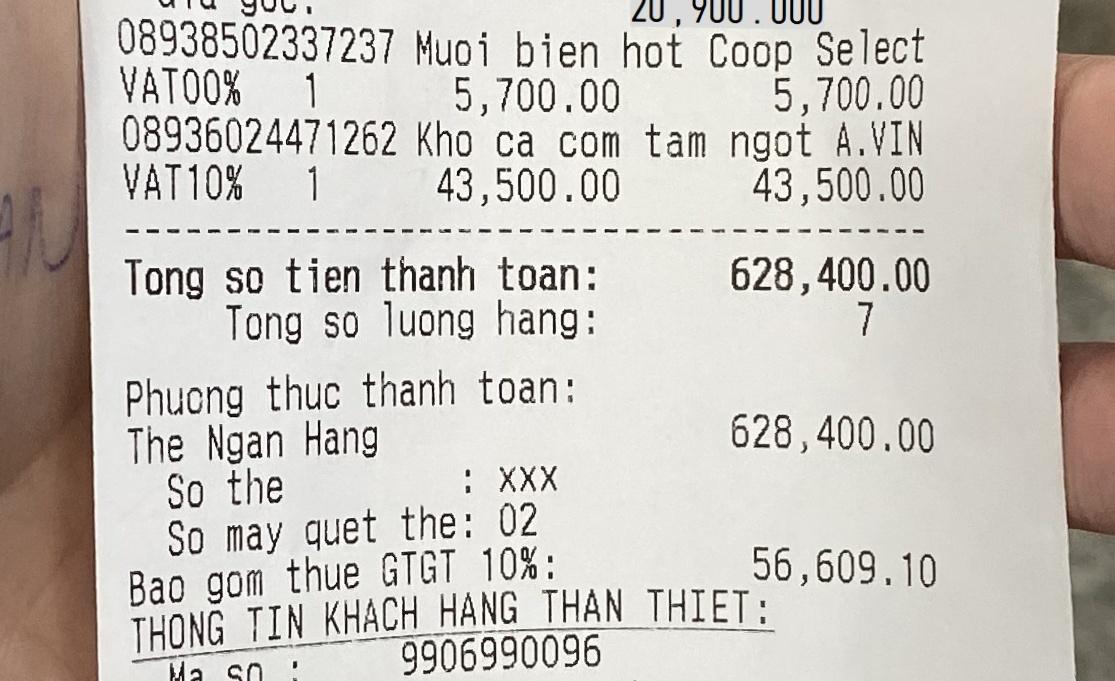 Gia goc: 20,900.000
08938502337237 Muoi bien hot Coop Select
VAT00% 1 5,700.00 5,700.00
08936024471262 Kho ca com tam ngot A.VIN
VAT10% 1 43,500.00 43,500.00
Tong so tien thanh toan: 628,400.00
Tong so luong hang: 7
Phuong thuc thanh toan:
The Ngan Hang 628,400.00
So the : xxx
So may quet the: 02
Bao gom thue GTGT 10%: 56,609.10
THONG TIN KHACH HANG THAN THIET:
Ma so : 9906990096